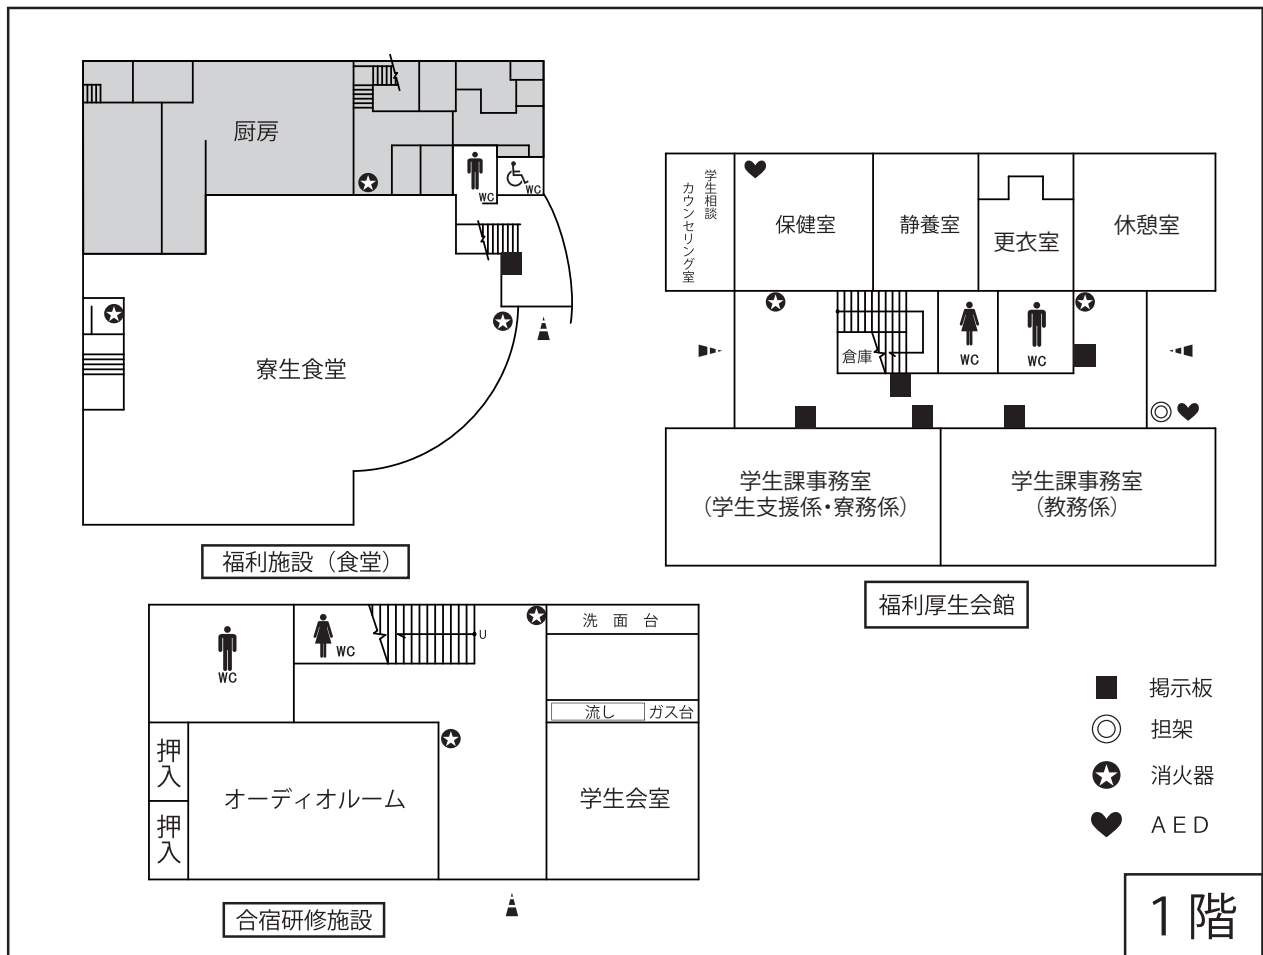 厨房
WC
WC
寮生食堂
福利施設（食堂）
学生相談
カウンセリング室
保健室
静養室
更衣室
休憩室
倉庫
WC
WC
学生課事務室
（学生支援係・寮務係）
学生課事務室
（教務係）
福利厚生会館
WC
WC
U
洗面台
流し
ガス台
押入
押入
オーディオルーム
学生会室
合宿研修施設
掲示板
担架
消火器
ＡＥＤ
1階